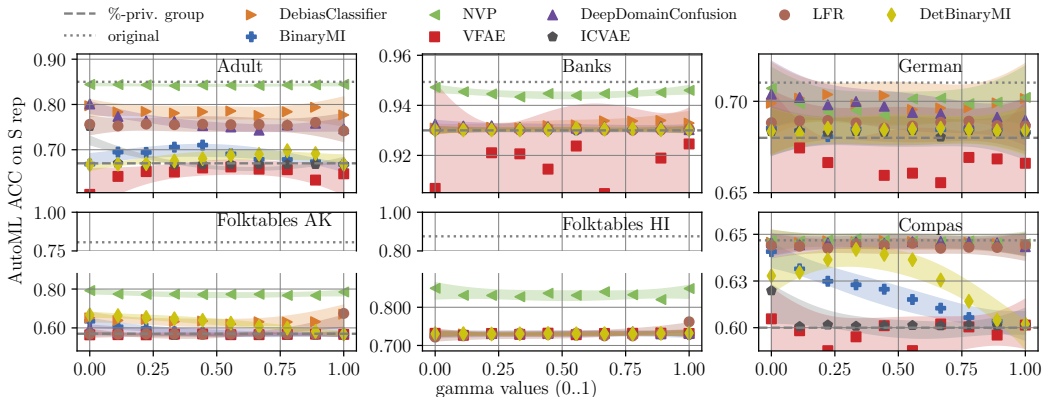 %-priv. group
original
DebiasClassifier
BinaryMI
NVP
VFAE
DeepDomainConfusion
ICVAE
LFR
DetBinaryMI
AutoML ACC on S rep
Adult
0.90
0.80
0.70
Banks
0.96
0.94
0.92
German
0.70
0.65
Folktables AK
1.00
0.75
0.80
0.60
0.00 0.25 0.50 0.75 1.00
Folktables HI
1.00
0.75
0.800
0.700
0.00 0.25 0.50 0.75 1.00
Compas
0.65
0.63
0.60
0.00 0.25 0.50 0.75 1.00
gamma values (0..1)